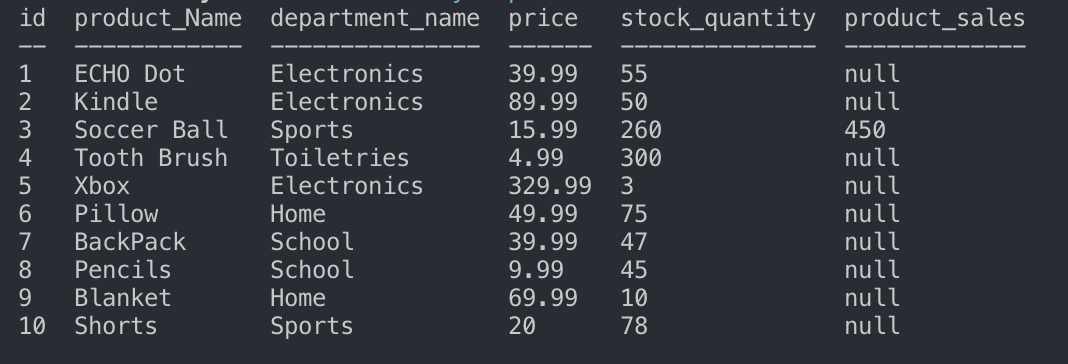 id  product_Name  department_name  price   stock_quantity  product_sales
--  ------------  ---------------  ------  --------------  -------------
1   ECHO Dot      Electronics      39.99   55              null
2   Kindle        Electronics      89.99   50              null
3   Soccer Ball   Sports           15.99   260             450
4   Tooth Brush   Toiletries       4.99    300             null
5   Xbox          Electronics      329.99  3               null
6   Pillow        Home             49.99   75              null
7   BackPack      School           39.99   47              null
8   Pencils       School           9.99    45              null
9   Blanket       Home             69.99   10              null
10  Shorts        Sports           20      78              null